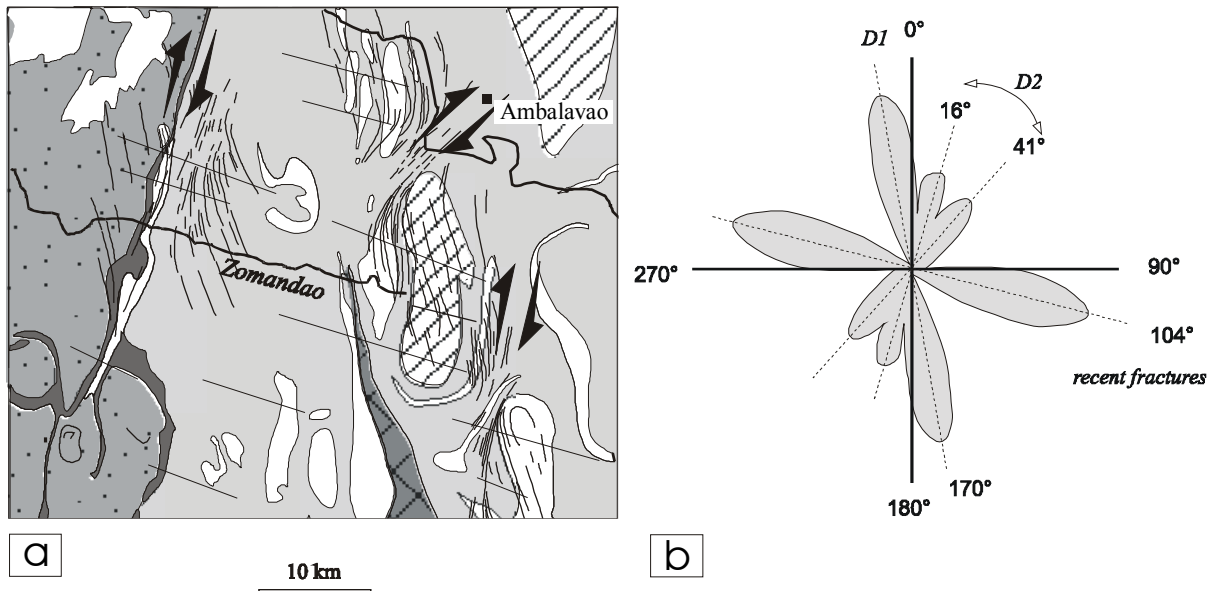 Ambalavao
Zomandao
a
10 km
D1
0°
D2
16°
41°
270°
90°
104°
recent fractures
170°
180°
b